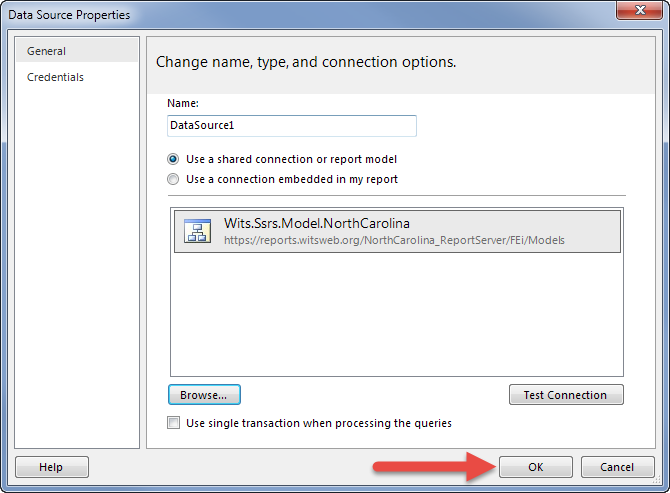 Data Source Properties
General
Credentials
Change name, type, and connection options.
Name:
DataSource1
Use a shared connection or report model
Use a connection embedded in my report
Wits.Ssrs.Model.NorthCarolina
https://reports.witsweb.org/NorthCarolina_ReportServer/FEi/Models
Browse...
Test Connection
Use single transaction when processing the queries
Help
OK
Cancel